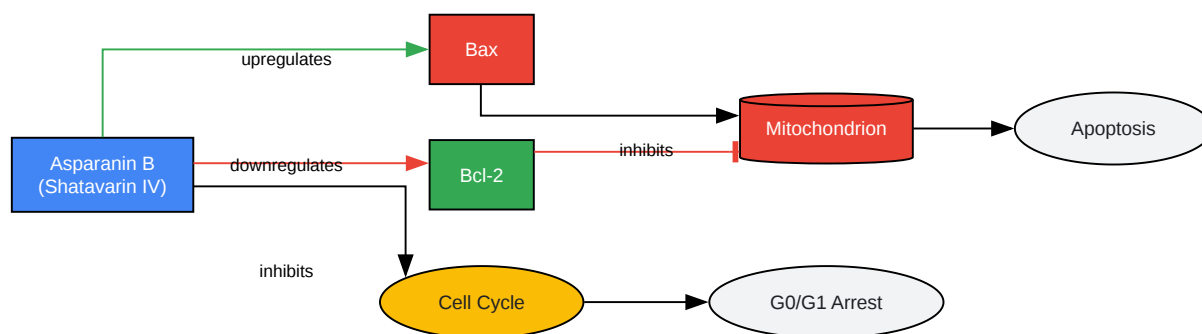 Bax
upregulates
Mitochondrion
Apoptosis
Asparanin B
(Shatavarin IV)
downregulates
Bcl-2
inhibits
inhibits
Cell Cycle
G0/G1 Arrest